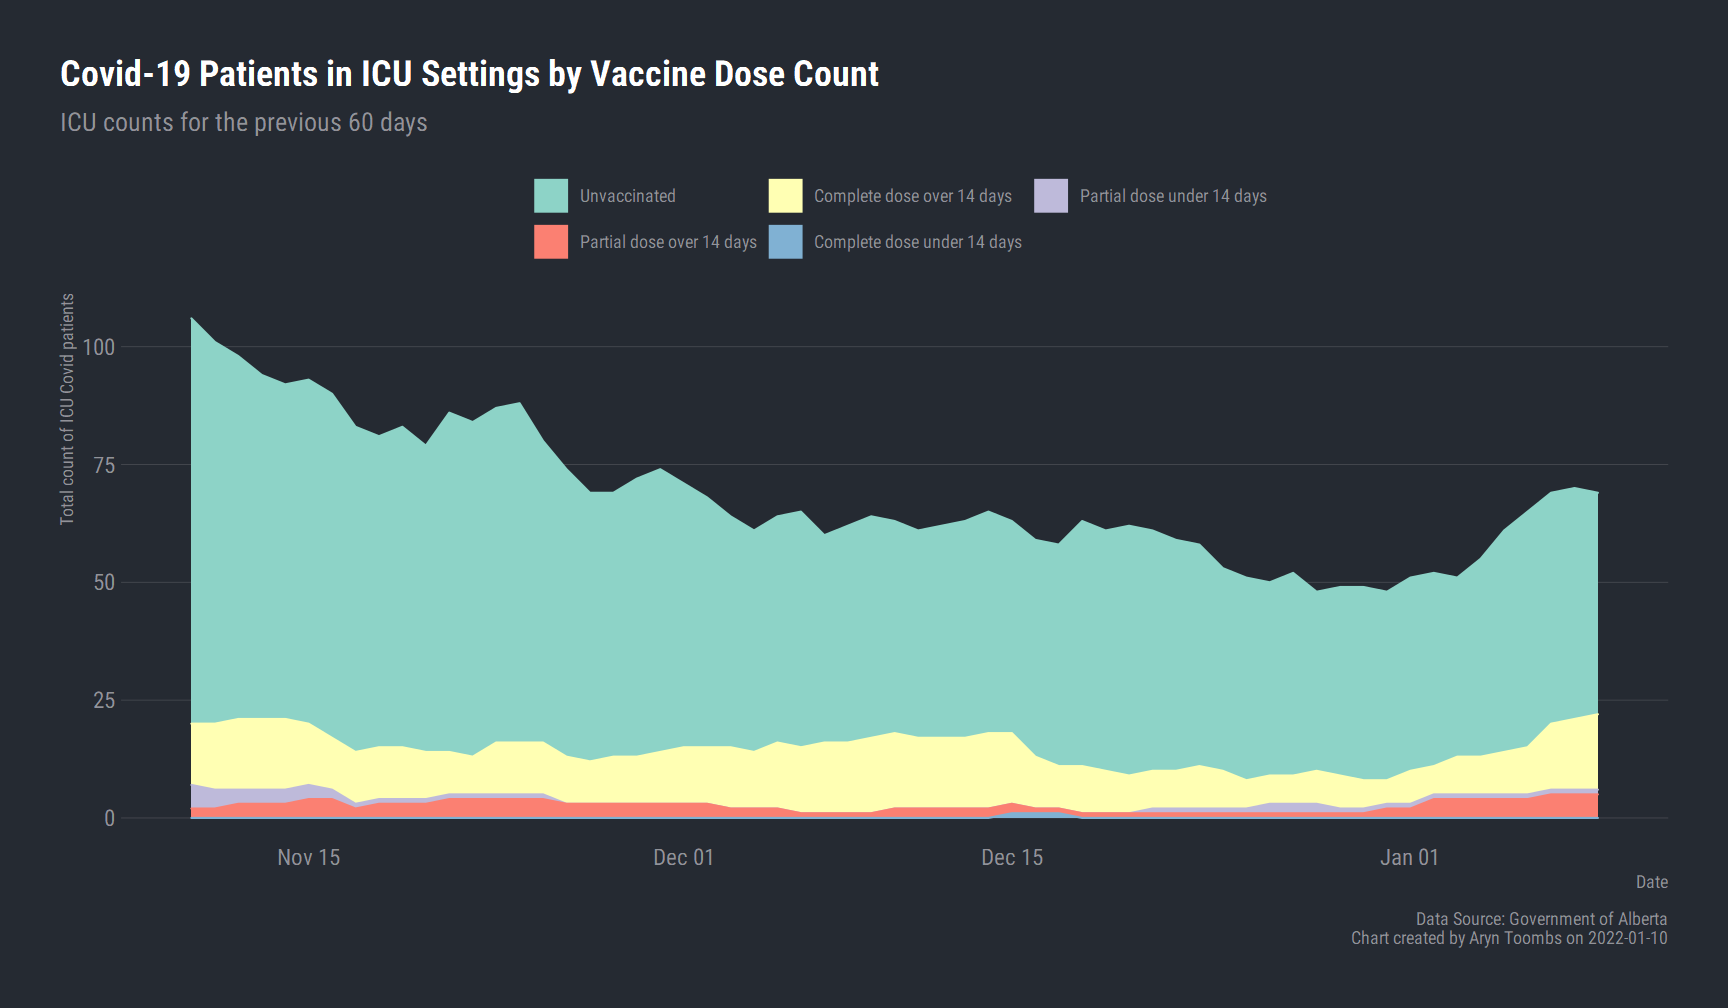 Covid-19 Patients in ICU Settings by Vaccine Dose Count
ICU counts for the previous 60 days
Unvaccinated
Complete dose over 14 days
Partial dose under 14 days
Partial dose over 14 days
Complete dose under 14 days
Total count of ICU Covid patients
100
75
50
25
0
Nov 15
Dec 01
Dec 15
Jan 01
Date
Data Source: Government of Alberta
Chart created by Aryn Toombs on 2022-01-10